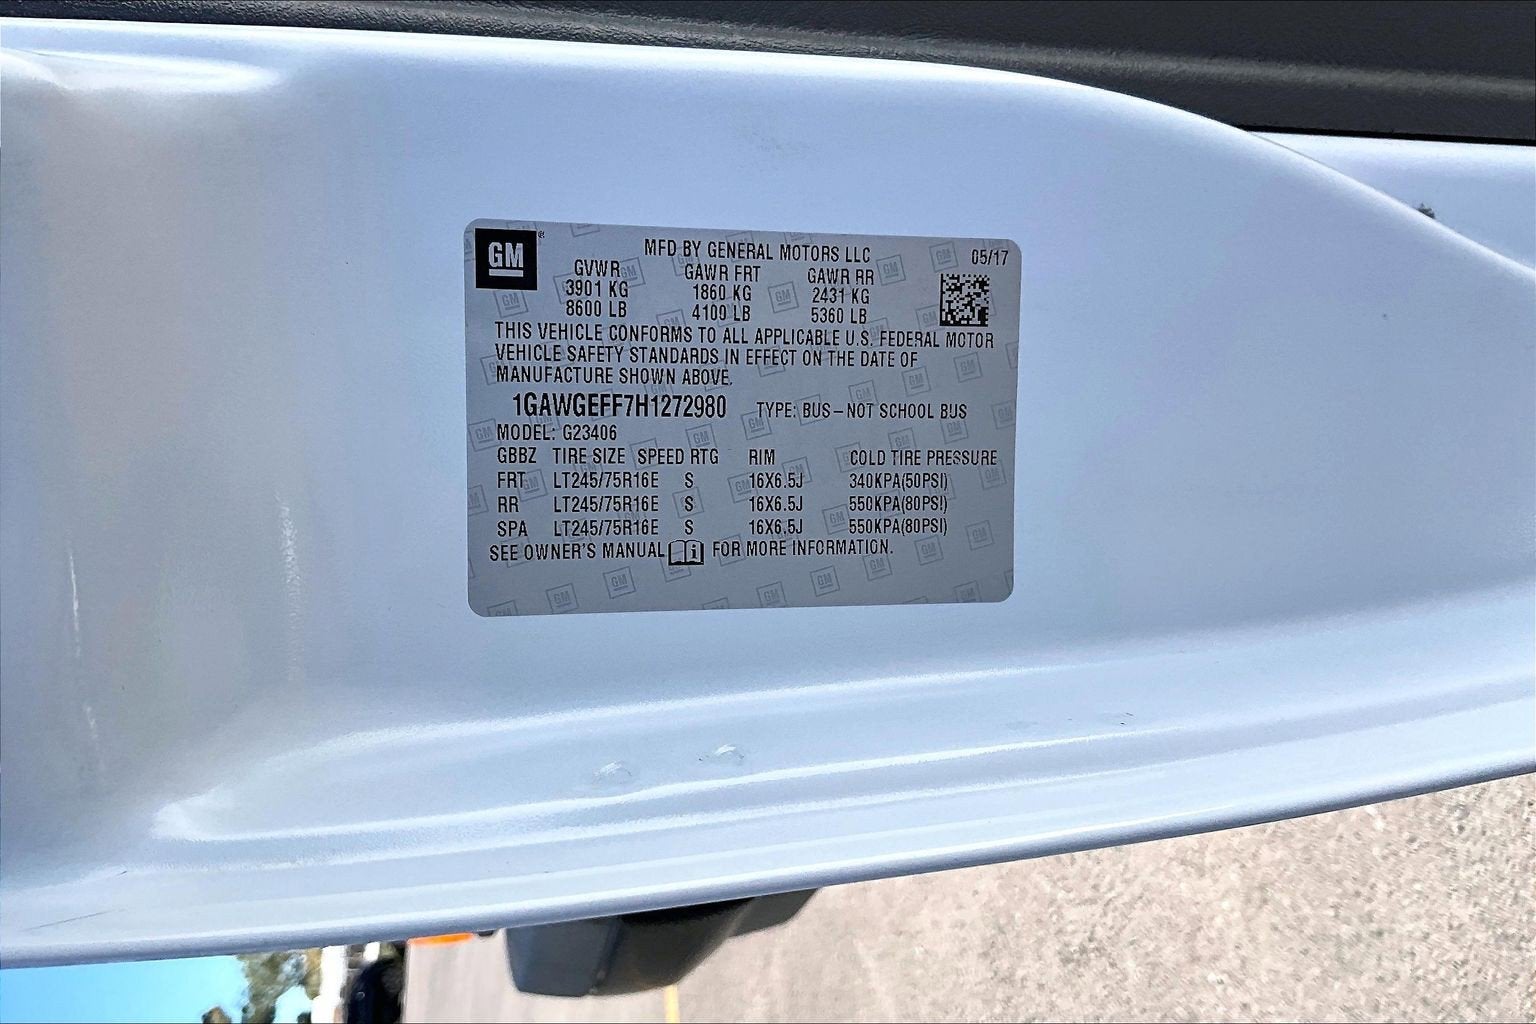 GM
MFD BY GENERAL MOTORS LLC 05/17
GVWR GAWR FRT GAWR RR
3901 KG 1860 KG 2431 KG
8600 LB 4100 LB 5360 LB
THIS VEHICLE CONFORMS TO ALL APPLICABLE U.S. FEDERAL MOTOR
VEHICLE SAFETY STANDARDS IN EFFECT ON THE DATE OF
MANUFACTURE SHOWN ABOVE.
1GAWGEFF7H1272980 TYPE: BUS–NOT SCHOOL BUS
MODEL: G23406
GBBZ TIRE SIZE SPEED RTG RIM COLD TIRE PRESSURE
FRT LT245/75R16E S 16X6.5J 340KPA(50PSI)
RR LT245/75R16E S 16X6.5J 550KPA(80PSI)
SPA LT245/75R16E S 16X6.5J 550KPA(80PSI)
SEE OWNER'S MANUAL FOR MORE INFORMATION.